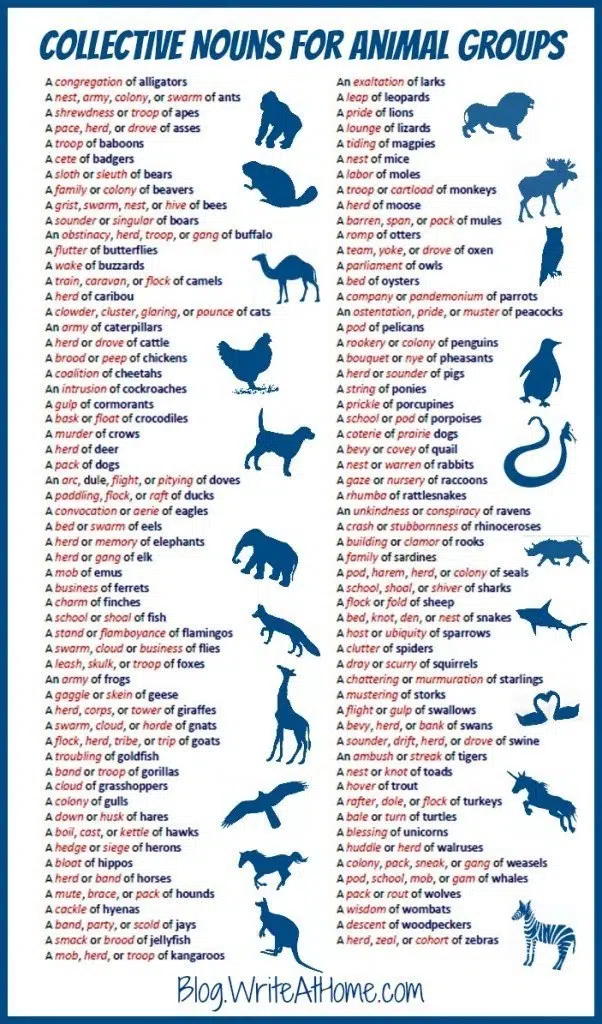 COLLECTIVE NOUNS FOR ANIMAL GROUPS
A congregation of alligators
A nest, army, colony, or swarm of ants
A shrewdness or troop of apes
A pace, herd, or drove of asses
A troop of baboons
A cete of badgers
A sloth or sleuth of bears
A family or colony of beavers
A grist, swarm, nest, or hive of bees
A sounder or singular of boars
An obstinacy, herd, troop, or gang of buffalo
A flutter of butterflies
A wake of buzzards
A train, caravan, or flock of camels
A herd of caribou
A clowder, cluster, glaring, or pounce of cats
An army of caterpillars
A herd or drove of cattle
A brood or peep of chickens
A coalition of cheetahs
An intrusion of cockroaches
A gulp of cormorants
A bask or float of crocodiles
A murder of crows
A herd of deer
A pack of dogs
An arc, dule, flight, or pitying of doves
A paddling, flock, or raft of ducks
A convocation or aerie of eagles
A bed or swarm of eels
A herd or memory of elephants
A herd or gang of elk
A mob of emus
A business of ferrets
A charm of finches
A school or shoal of fish
A stand or flamboyance of flamingos
A swarm, cloud or business of flies
A leash, skulk, or troop of foxes
An army of frogs
A gaggle or skein of geese
A herd, corps, or tower of giraffes
A swarm, cloud, or horde of gnats
A flock, herd, tribe, or trip of goats
A troubling of goldfish
A band or troop of gorillas
A cloud of grasshoppers
A colony of gulls
A down or husk of hares
A boil, cast, or kettle of hawks
A hedge or siege of herons
A bloat of hippos
A herd or band of horses
A mute, brace, or pack of hounds
A cackle of hyenas
A band, party, or scold of jays
A smack or brood of jellyfish
A mob, herd, or troop of kangaroos
An exaltation of larks
A leap of leopards
A pride of lions
A lounge of lizards
A tiding of magpies
A nest of mice
A labor of moles
A troop or cartload of monkeys
A herd of moose
A barren, span, or pack of mules
A romp of otters
A team, yoke, or drove of oxen
A parliament of owls
A bed of oysters
A company or pandemonium of parrots
An ostentation, pride, or muster of peacocks
A pod of pelicans
A rookery or colony of penguins
A bouquet or nye of pheasants
A herd or sounder of pigs
A string of ponies
A prickle of porcupines
A school or pod of porpoises
A coterie of prairie dogs
A bevy or covey of quail
A nest or warren of rabbits
A gaze or nursery of raccoons
A rhumba of rattlesnakes
An unkindness or conspiracy of ravens
A crash or stubbornness of rhinoceroses
A building or clamor of rooks
A family of sardines
A pod, harem, herd, or colony of seals
A school, shoal, or shiver of sharks
A flock or fold of sheep
A bed, knot, den, or nest of snakes
A host or ubiquity of sparrows
A clutter of spiders
A dray or scurry of squirrels
A chattering or murmuration of starlings
A mustering of storks
A flight or gulp of swallows
A bevy, herd, or bank of swans
A sounder, drift, herd, or drove of swine
An ambush or streak of tigers
A nest or knot of toads
A hover of trout
A rafter, dole, or flock of turkeys
A bale or turn of turtles
A blessing of unicorns
A huddle or herd of walruses
A colony, pack, sneak, or gang of weasels
A pod, school, mob, or gam of whales
A pack or rout of wolves
A wisdom of wombats
A descent of woodpeckers
A herd, zeal, or cohort of zebras
Blog.WriteAtHome.com